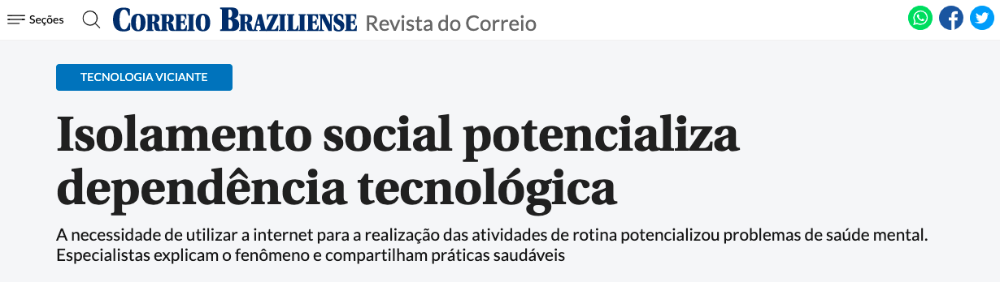 Seções CORREIO BRAZILIENSE Revista do Correio
TECNOLOGIA VICIANTE
Isolamento social potencializa
dependência tecnológica
A necessidade de utilizar a internet para a realização das atividades de rotina potencializou problemas de saúde mental.
Especialistas explicam o fenômeno e compartilham práticas saudáveis